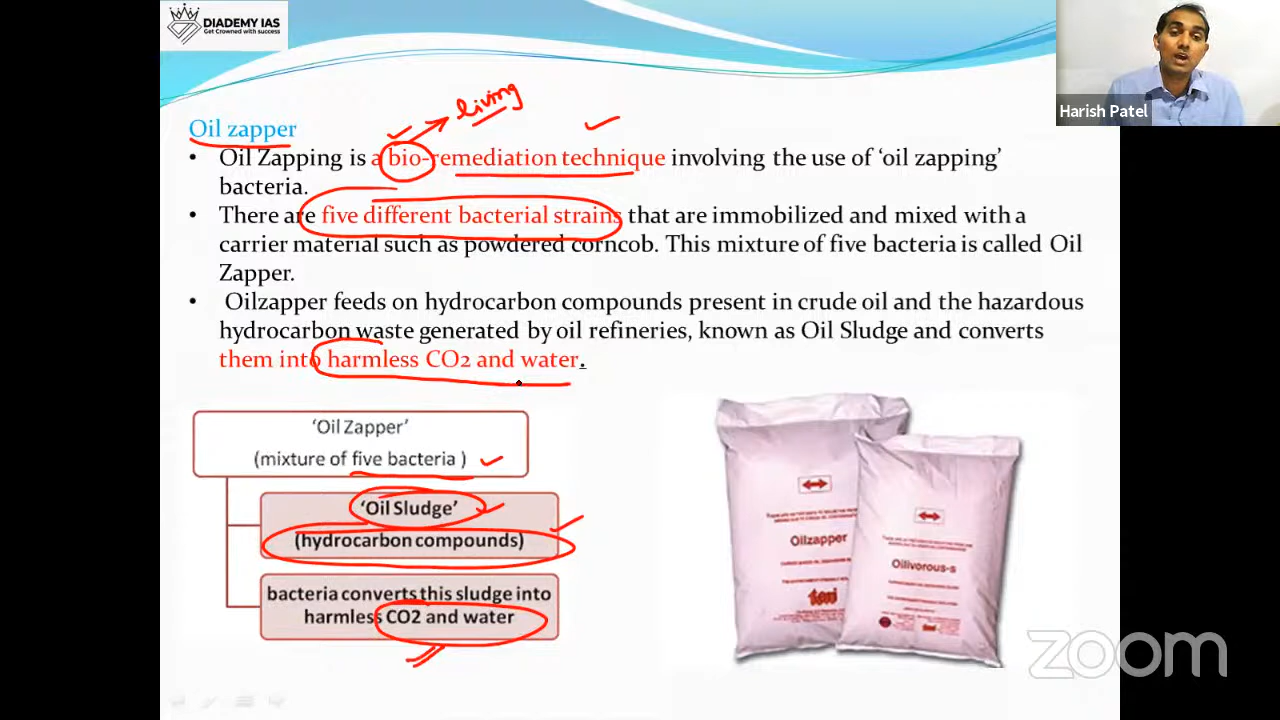 DIADEMY IAS
Get Crowned with success
Harish Patel
living
Oil zapper
• Oil Zapping is a bio-remediation technique involving the use of ‘oil zapping’
bacteria.
• There are five different bacterial strains that are immobilized and mixed with a
carrier material such as powdered corncob. This mixture of five bacteria is called Oil
Zapper.
• Oilzapper feeds on hydrocarbon compounds present in crude oil and the hazardous
hydrocarbon waste generated by oil refineries, known as Oil Sludge and converts
them into harmless CO2 and water.
‘Oil Zapper’
(mixture of five bacteria )
‘Oil Sludge’
(hydrocarbon compounds)
bacteria converts this sludge into
harmless CO2 and water
Oilzapper
teri
Oilivorous-s
teri
zoom